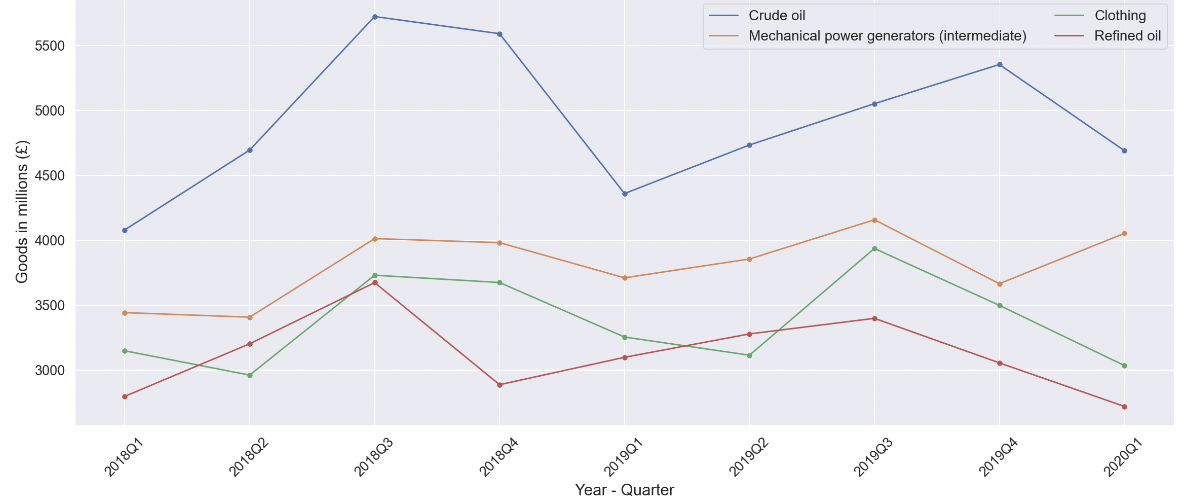 Crude oil
Mechanical power generators (intermediate)
Clothing
Refined oil
Goods in millions (£)
5500
5000
4500
4000
3500
3000
2018Q1
2018Q2
2018Q3
2018Q4
2019Q1
2019Q2
2019Q3
2019Q4
2020Q1
Year - Quarter